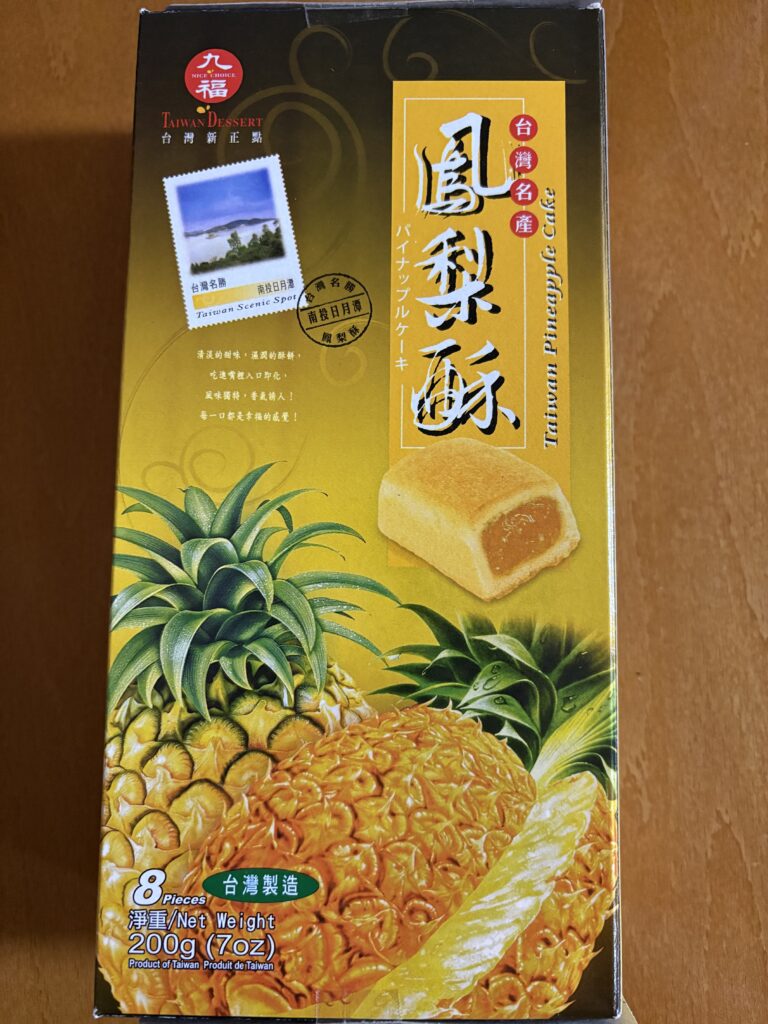 九
NICE CHOICE
福
TAIWAN DESSERT
台灣新正點
台灣名勝
南投日月潭
Taiwan Scenic Spot
台灣名勝
南投日月潭
鳳梨酥
清淡的甜味，濕潤的酥餅，
吃進嘴裡入口即化，
風味獨特，香氣誘人！
每一口都是幸福的感覺！
台灣名產
鳳梨酥
パイナップルケーキ
Taiwan Pineapple Cake
8 Pieces
台灣製造
淨重/Net Weight
200g (7oz)
Product of Taiwan Produit de Taiwan